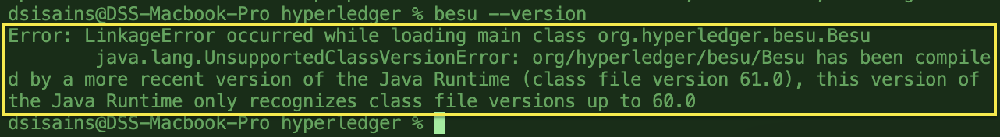 dsisains@DSS-Macbook-Pro hyperledger % besu --version
Error: LinkageError occurred while loading main class org.hyperledger.besu.Besu
java.lang.UnsupportedClassVersionError: org/hyperledger/besu/Besu has been compile
d by a more recent version of the Java Runtime (class file version 61.0), this version of
the Java Runtime only recognizes class file versions up to 60.0
dsisains@DSS-Macbook-Pro hyperledger %